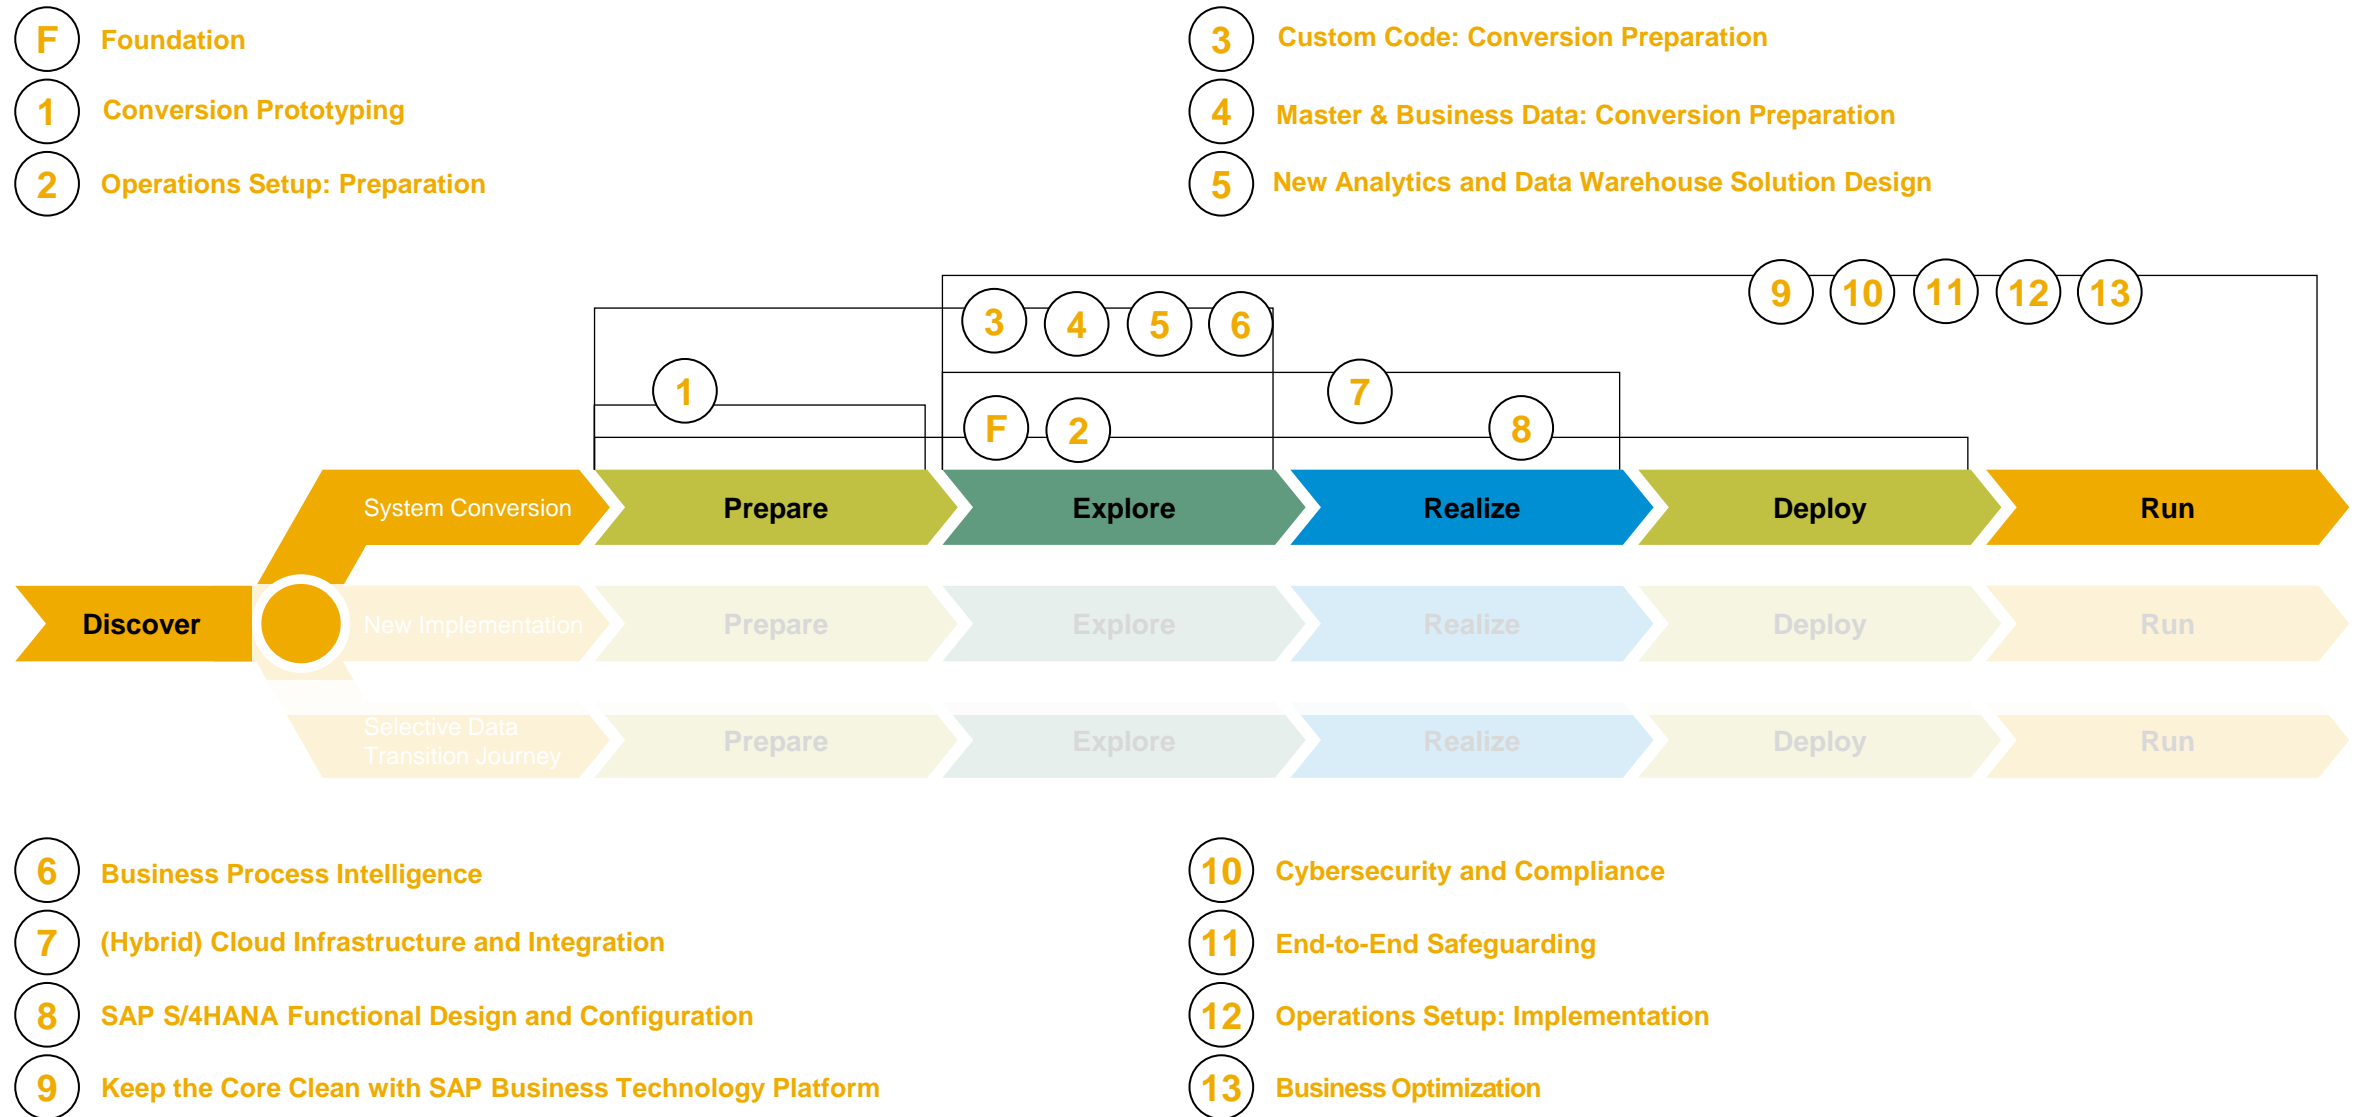 F Foundation
1 Conversion Prototyping
2 Operations Setup: Preparation
3 Custom Code: Conversion Preparation
4 Master & Business Data: Conversion Preparation
5 New Analytics and Data Warehouse Solution Design
9 10 11 12 13
3 4 5 6
1 7
F 2 8
System Conversion Prepare Explore Realize Deploy Run
Discover New Implementation Prepare Explore Realize Deploy Run
Selective Data
Transition Journey Prepare Explore Realize Deploy Run
6 Business Process Intelligence
7 (Hybrid) Cloud Infrastructure and Integration
8 SAP S/4HANA Functional Design and Configuration
9 Keep the Core Clean with SAP Business Technology Platform
10 Cybersecurity and Compliance
11 End-to-End Safeguarding
12 Operations Setup: Implementation
13 Business Optimization